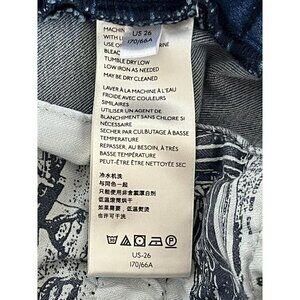 US 26
170/66A
MACHIN
WITH LI
USE ON
BLEAC
TUMBLE DRY LOW
LOW IRON AS NEEDED
MAY BE DRY CLEANED
LAVER À LA MACHINE À L'EAU
FROIDE AVEC COULEURS
SIMILAIRES
UTILISER UN AGENT DE
BLANCHIMENT SANS CHLORE SI
NÉCESSAIRE
SÉCHER PAR CULBUTAGE À BASSE
TEMPÉRATURE
REPASSER, AU BESOIN, À TRÈS
BASSE TEMPÉRATURE
PEUT-ÊTRE ÊTRE NETTOYÉE SEC
冷水机洗
与同色一起
只能使用非含氯漂白剂
低温滚筒烘干
如果需要，低温熨烫
也许可干洗
US-26
170/66A